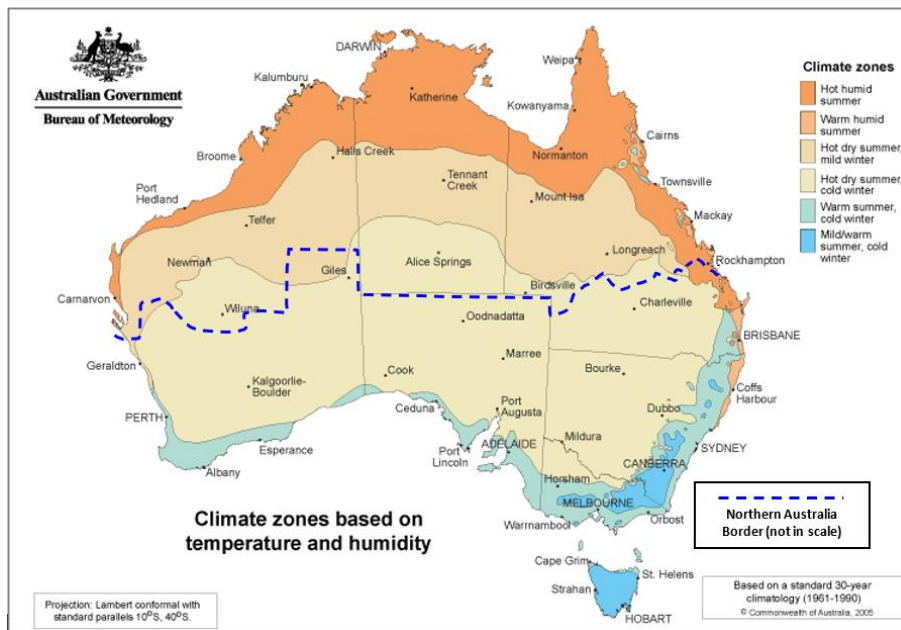 Australian Government
Bureau of Meteorology
DARWIN
Weipa
Kalumburu
Katherine
Kowanyama
Cairns
Broome
Halls Creek
Normanton
Tennant
Creek
Townsville
Port
Hedland
Mount Isa
Telfer
Mackay
Newman
Longreach
Rockhampton
Giles
Alice Springs
Birdsville
Carnarvon
Wiluna
Charleville
Oodnadatta
BRISBANE
Geraldton
Marree
Cook
Bourke
Kalgoorlie-
Boulder
Coffs
Harbour
PERTH
Ceduna
Port
Augusta
Dubbo
Esperance
Port
Lincoln
ADELAIDE
Mildura
SYDNEY
Albany
CANBERRA
Horsham
MELBOURNE
Warrnambool
Orbost
Cape Grim
St. Helens
Strahan
HOBART
Climate zones
Hot humid
summer
Warm humid
summer
Hot dry summer,
mild winter
Hot dry summer,
cold winter
Warm summer,
cold winter
Mild/warm
summer, cold
winter
Northern Australia
Border (not in scale)
Climate zones based on
temperature and humidity
Projection: Lambert conformal with
standard parallels 10°S, 40°S.
Based on a standard 30-year
climatology (1961-1990)
© Commonwealth of Australia, 2005